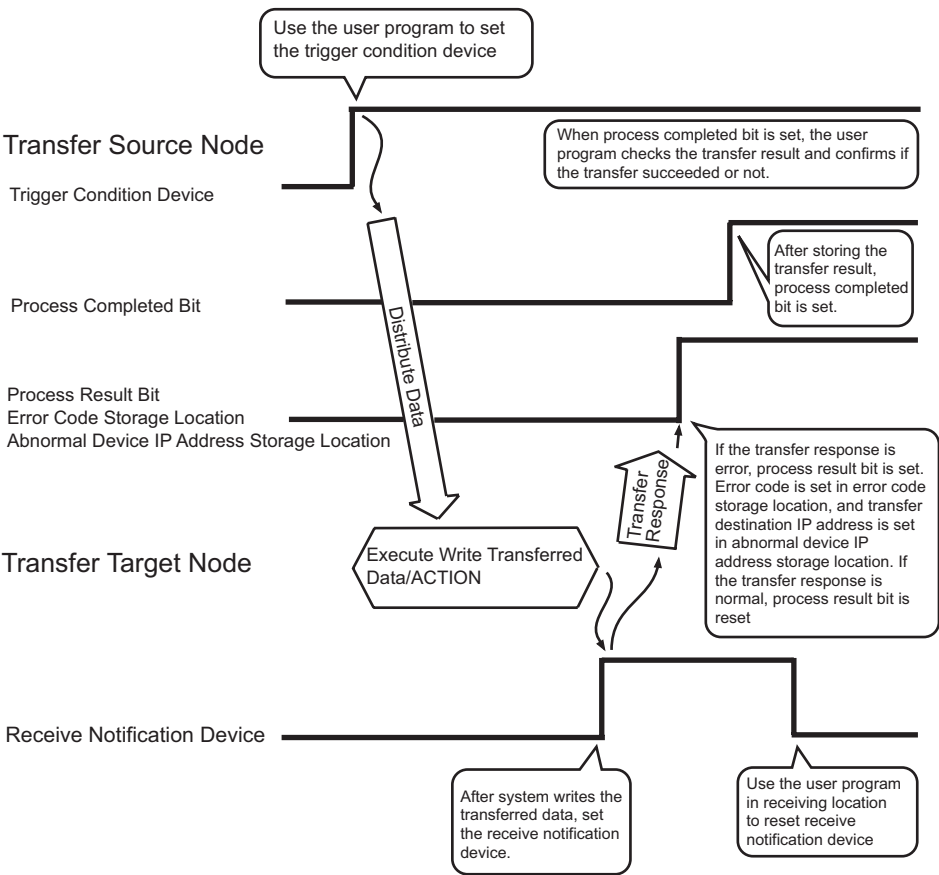 Use the user program to set
the trigger condition device
Transfer Source Node
When process completed bit is set, the user
program checks the transfer result and confirms if
the transfer succeeded or not.
Trigger Condition Device
After storing the
transfer result,
process completed
bit is set.
Process Completed Bit
Distribute Data
Process Result Bit
Error Code Storage Location
Abnormal Device IP Address Storage Location
If the transfer response is
error, process result bit is set.
Error code is set in error code
storage location, and transfer
destination IP address is set
in abnormal device IP
address storage location. If
the transfer response is
normal, process result bit is
reset
Transfer
Response
Transfer Target Node
Execute Write Transferred
Data/ACTION
Receive Notification Device
After system writes the
transferred data, set
the receive notification
device.
Use the user program
in receiving location
to reset receive
notification device